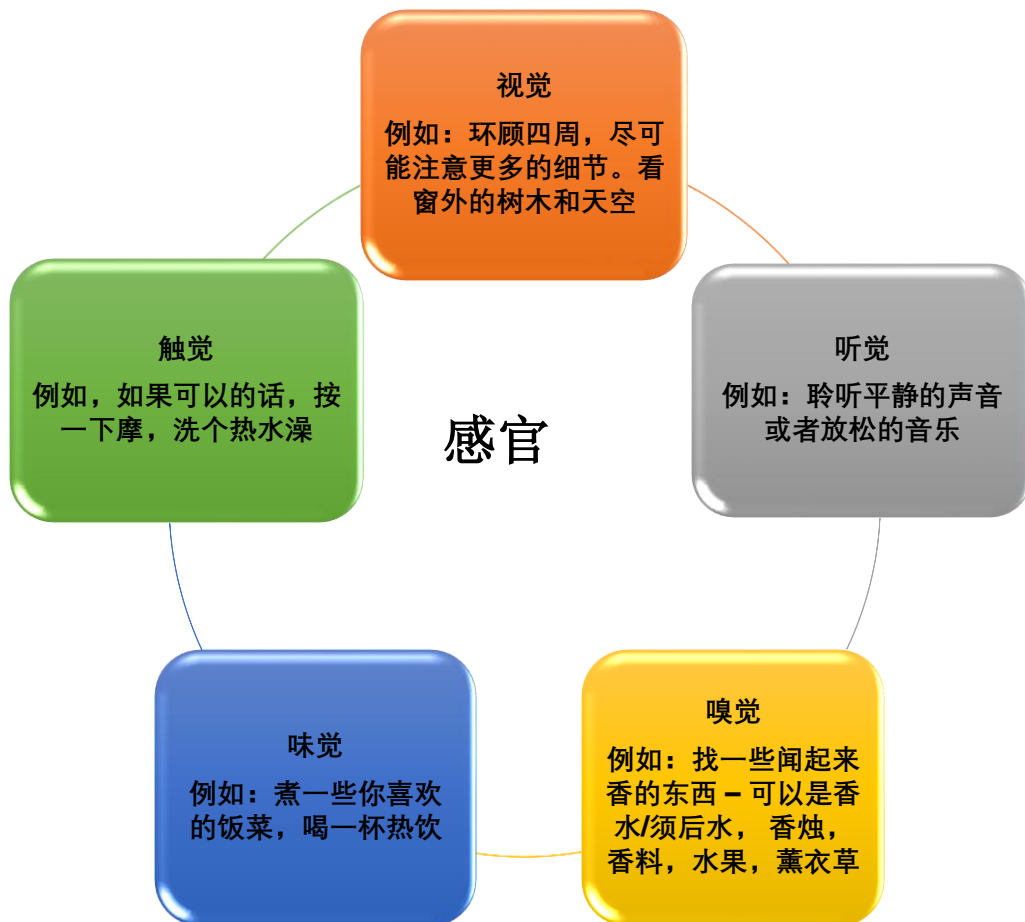 视觉
例如：环顾四周，尽可
能注意更多的细节。看
窗外的树木和天空
听觉
例如：聆听平静的声音
或者放松的音乐
嗅觉
例如：找一些闻起来
香的东西 – 可以是香
水/须后水， 香烛，
香料，水果，薰衣草
味觉
例如：煮一些你喜欢
的饭菜，喝一杯热饮
触觉
例如，如果可以的话，按
一下摩，洗个热水澡
感官